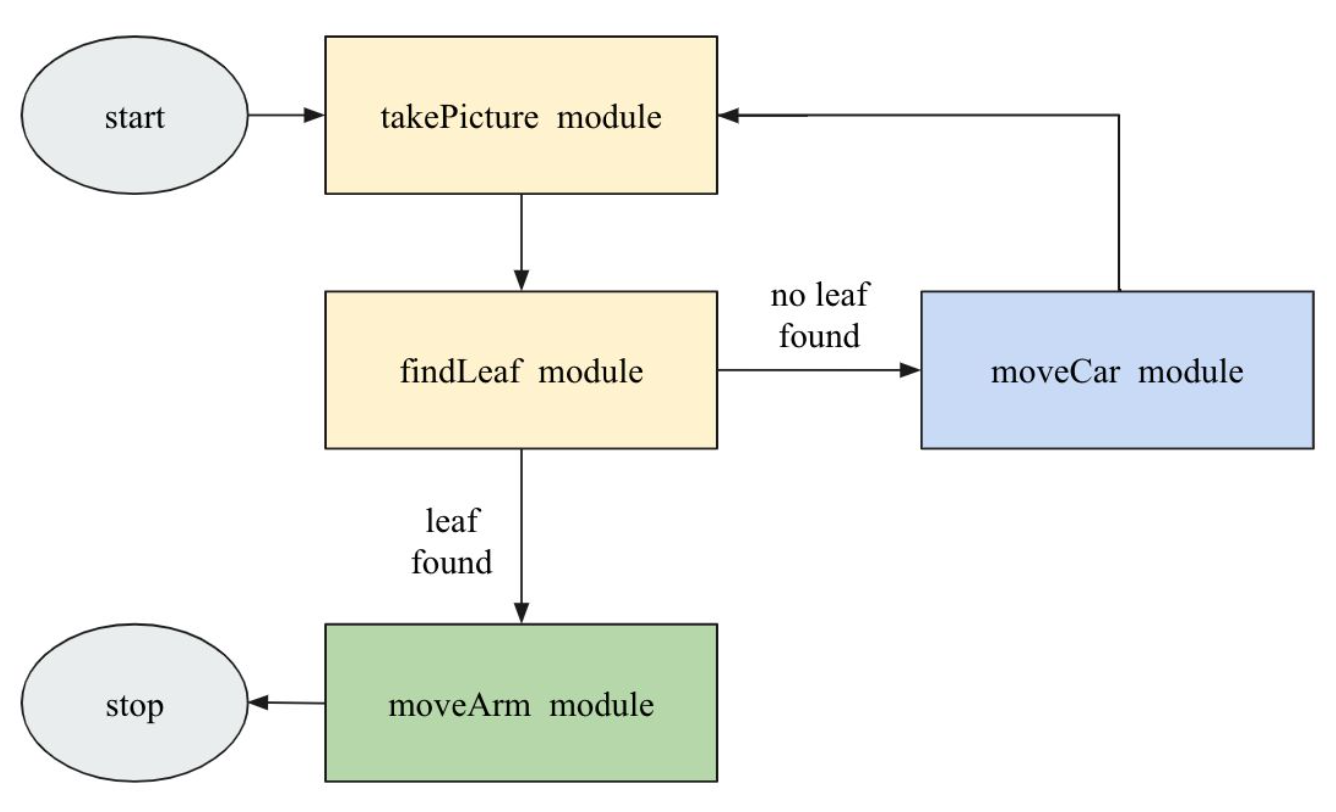 start
takePicture module
no leaf
found
findLeaf module
moveCar module
leaf
found
stop
moveArm module